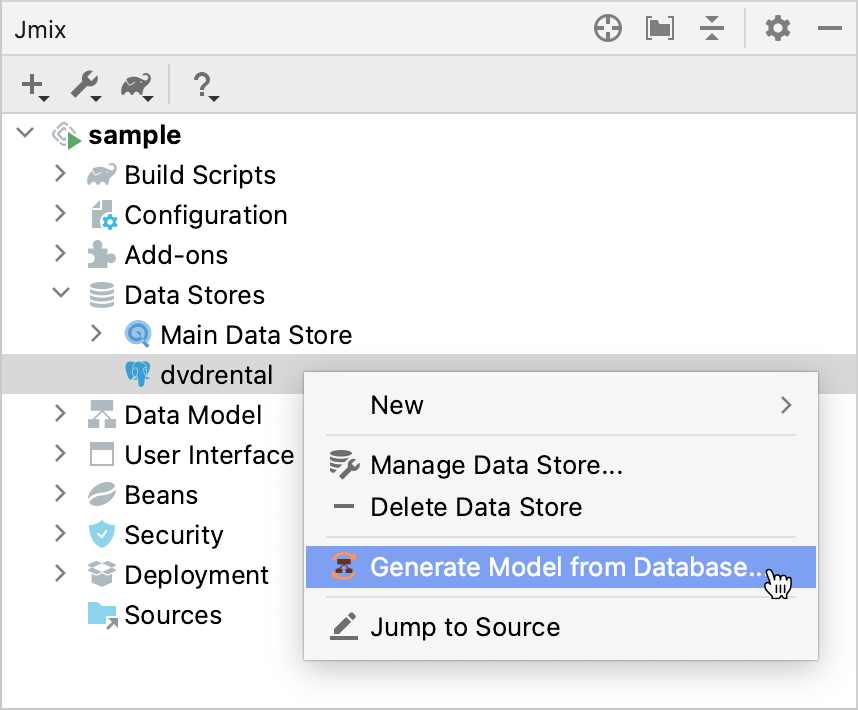 Jmix
?
sample
Build Scripts
Configuration
Add-ons
Data Stores
Main Data Store
dvdrental
Data Model
User Interface
Beans
Security
Deployment
Sources
New
Manage Data Store...
Delete Data Store
Generate Model from Database...
Jump to Source